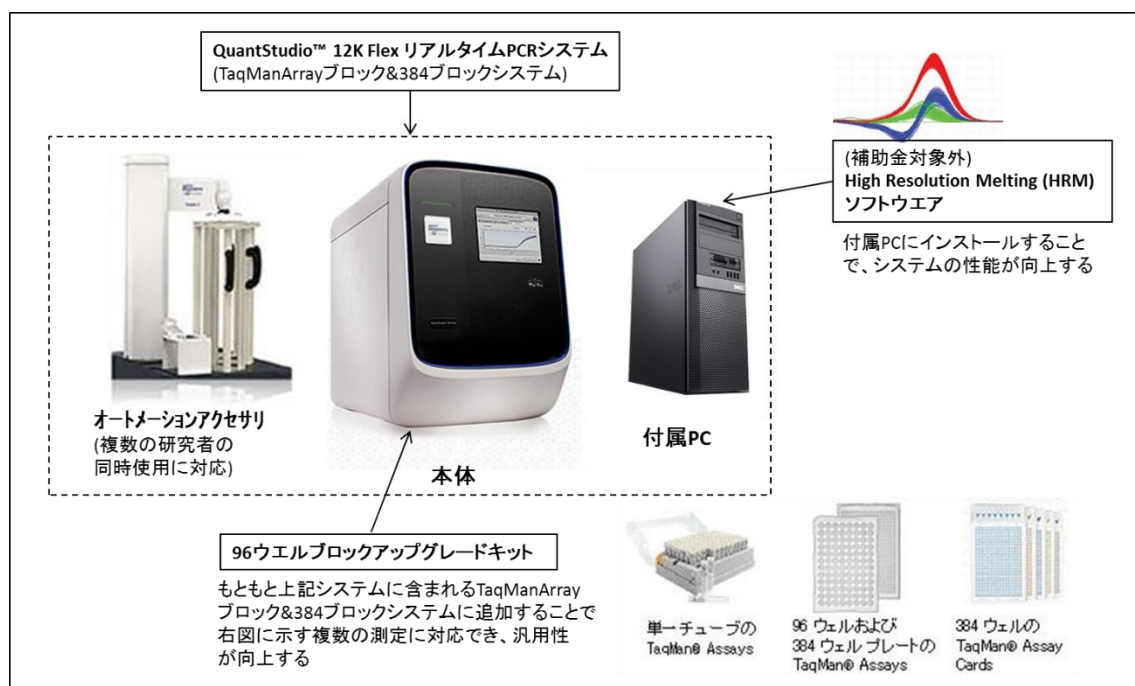 QuantStudio™ 12K Flex リアルタイムPCRシステム
(TaqManArrayブロック&384ブロックシステム)
(補助金対象外)
High Resolution Melting (HRM)
ソフトウエア
付属PCにインストールすること
で、システムの性能が向上する
オートメーションアクセサリ
(複数の研究者の
同時使用に対応)
本体
付属PC
96ウエルブロックアップグレードキット
もともと上記システムに含まれるTaqManArray
ブロック&384ブロックシステムに追加することで
右図に示す複数の測定に対応でき、汎用性
が向上する
単一チューブの
TaqMan® Assays
96 ウェルおよび
384 ウェル プレートの
TaqMan® Assays
384 ウェルの
TaqMan® Assay
Cards